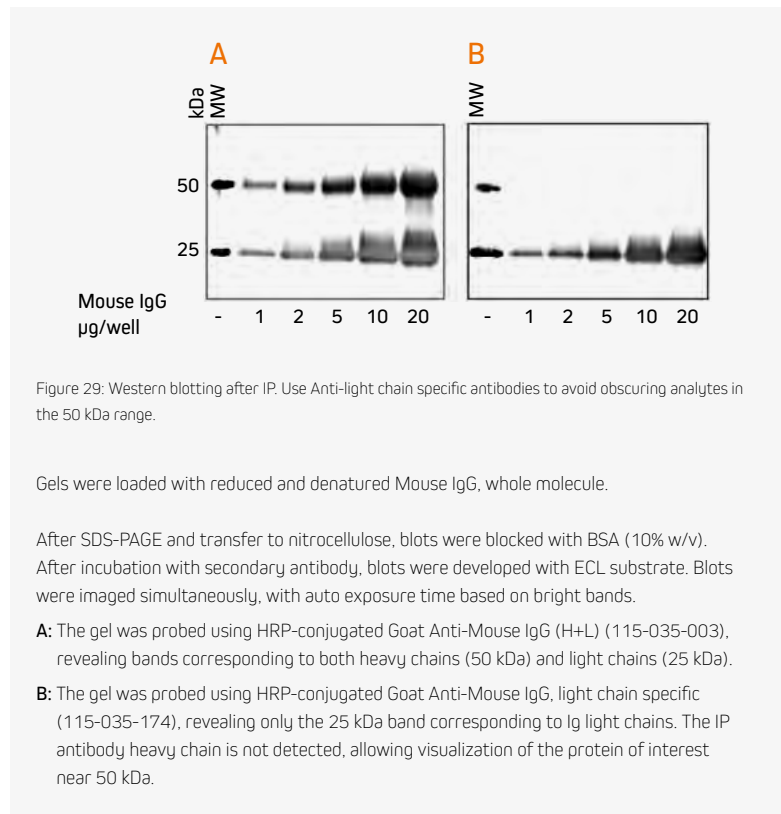 A B
kDa MW MW
50
25
Mouse IgG
µg/well
- 1 2 5 10 20 - 1 2 5 10 20
Figure 29: Western blotting after IP. Use Anti-light chain specific antibodies to avoid obscuring analytes in
the 50 kDa range.
Gels were loaded with reduced and denatured Mouse IgG, whole molecule.
After SDS-PAGE and transfer to nitrocellulose, blots were blocked with BSA (10% w/v).
After incubation with secondary antibody, blots were developed with ECL substrate. Blots
were imaged simultaneously, with auto exposure time based on bright bands.
A: The gel was probed using HRP-conjugated Goat Anti-Mouse IgG (H+L) (115-035-003),
revealing bands corresponding to both heavy chains (50 kDa) and light chains (25 kDa).
B: The gel was probed using HRP-conjugated Goat Anti-Mouse IgG, light chain specific
(115-035-174), revealing only the 25 kDa band corresponding to Ig light chains. The IP
antibody heavy chain is not detected, allowing visualization of the protein of interest
near 50 kDa.